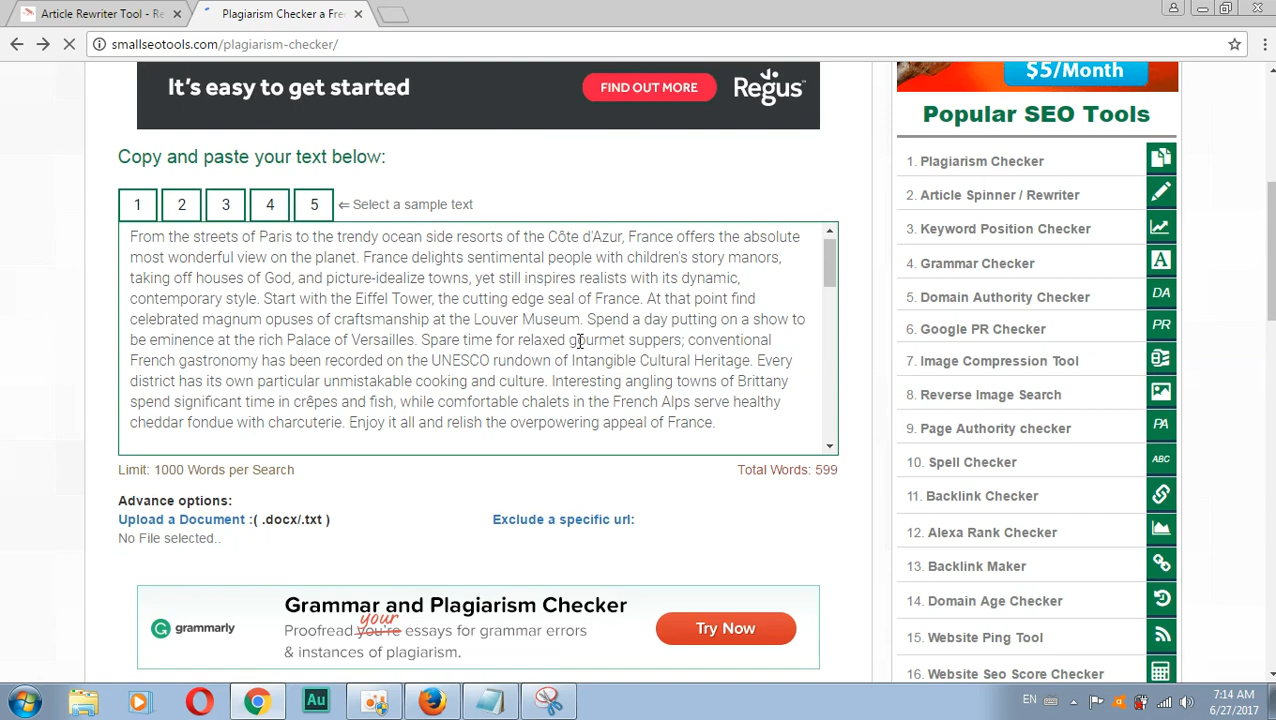 Article Rewriter Tool - Re
Plagiarism Checker a Fre
smallseotools.com/plagiarism-checker/
It's easy to get started
FIND OUT MORE
Regus
$5/Month
Popular SEO Tools
Copy and paste your text below:
1 2 3 4 5 ⇐ Select a sample text
From the streets of Paris to the trendy ocean side resorts of the Côte d'Azur, France offers the absolute
most wonderful view on the planet. France delights sentimental people with children's story manors,
taking off houses of God, and picture-idealize towns, yet still inspires realists with its dynamic,
contemporary style. Start with the Eiffel Tower, the cutting edge seal of France. At that point find
celebrated magnum opuses of craftsmanship at the Louver Museum. Spend a day putting on a show to
be eminence at the rich Palace of Versailles. Spare time for relaxed gourmet suppers; conventional
French gastronomy has been recorded on the UNESCO rundown of Intangible Cultural Heritage. Every
district has its own particular unmistakable cooking and culture. Interesting angling towns of Brittany
spend significant time in crêpes and fish, while comfortable chalets in the French Alps serve healthy
cheddar fondue with charcuterie. Enjoy it all and relish the overpowering appeal of France.
Limit: 1000 Words per Search
Total Words: 599
Advance options:
Upload a Document :( .docx/.txt )
Exclude a specific url:
No File selected..
grammarly
Grammar and Plagiarism Checker
your
Proofread you're essays for grammar errors
& instances of plagiarism.
Try Now
1. Plagiarism Checker
2. Article Spinner / Rewriter
3. Keyword Position Checker
4. Grammar Checker
A
5. Domain Authority Checker
DA
6. Google PR Checker
PR
7. Image Compression Tool
8. Reverse Image Search
9. Page Authority checker
PA
10. Spell Checker
ABC
11. Backlink Checker
12. Alexa Rank Checker
13. Backlink Maker
14. Domain Age Checker
15. Website Ping Tool
16. Website Seo Score Checker
Au
EN
7:14 AM
6/27/2017